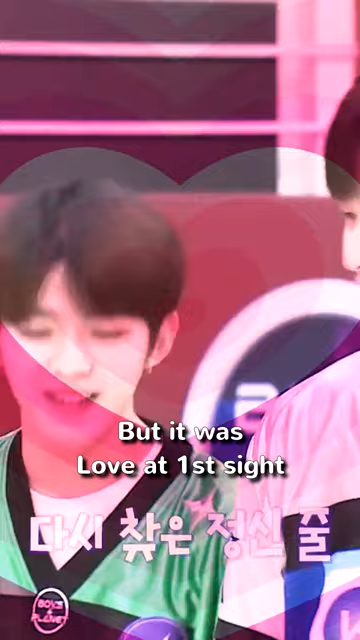 But it was
Love at 1st sight
다시 찾은 정신 줄
BOYS
PLANET